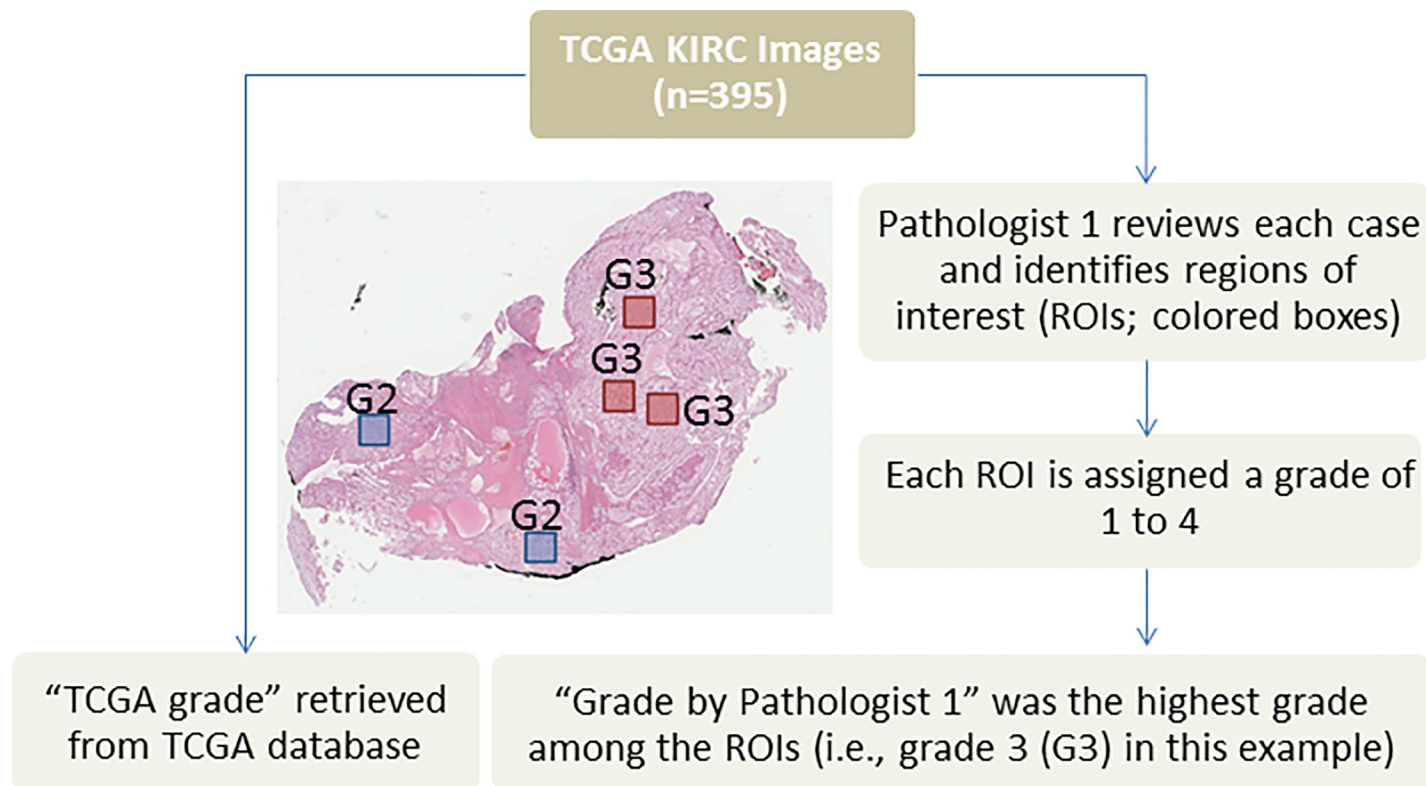 TCGA KIRC Images
(n=395)
Pathologist 1 reviews each case
and identifies regions of
interest (ROIs; colored boxes)
G3
G3
G3
G2
G2
Each ROI is assigned a grade of
1 to 4
“TCGA grade” retrieved
from TCGA database
“Grade by Pathologist 1” was the highest grade
among the ROIs (i.e., grade 3 (G3) in this example)